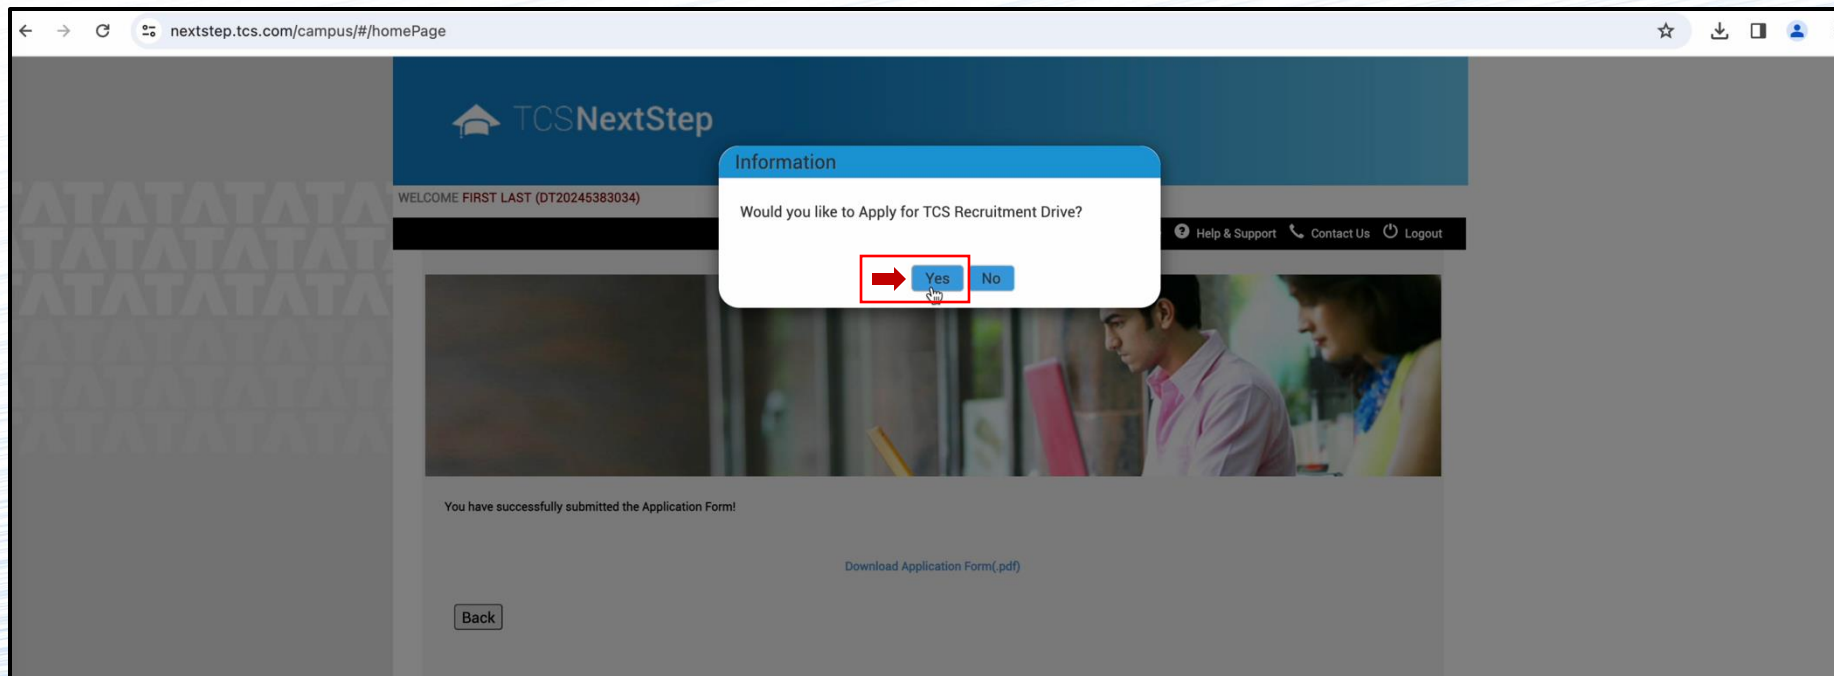 nextstep.tcs.com/campus/#/homePage
TCSNextStep
Information
WELCOME FIRST LAST (DT20245383034)
Would you like to Apply for TCS Recruitment Drive?
Help & Support Contact Us Logout
Yes No
You have successfully submitted the Application Form!
Download Application Form(.pdf)
Back